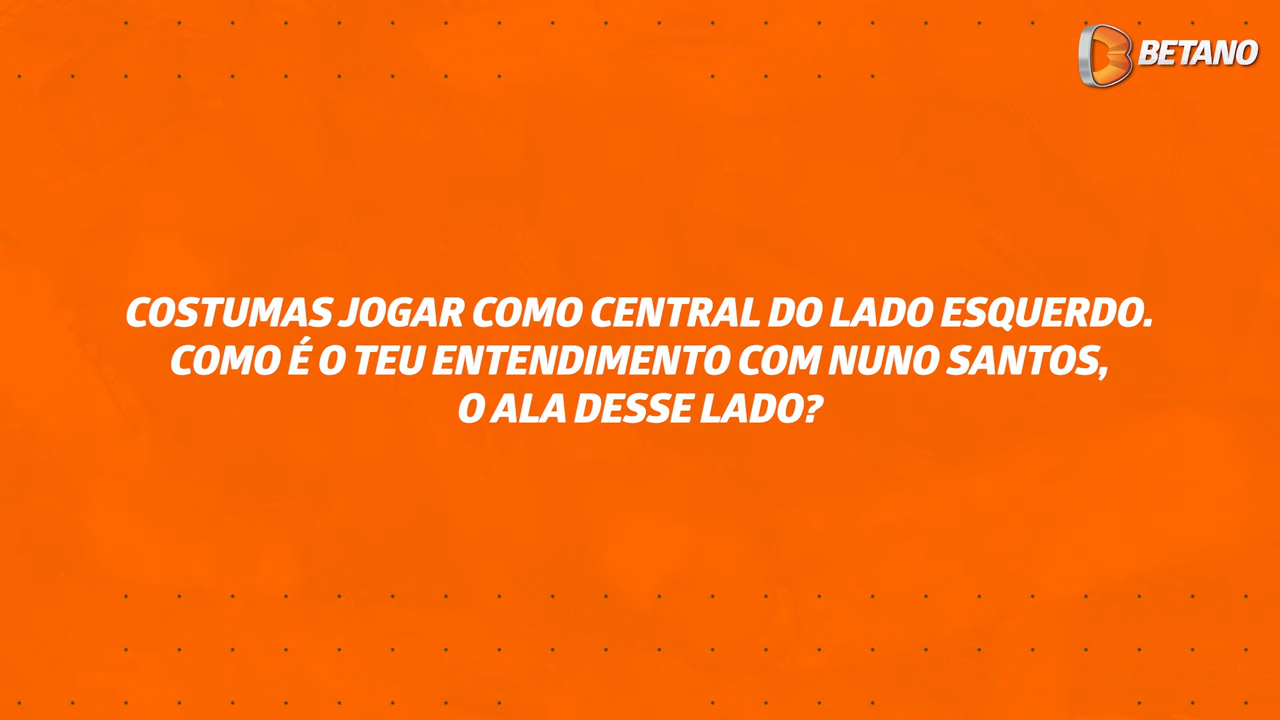 BETANO
COSTUMAS JOGAR COMO CENTRAL DO LADO ESQUERDO.
COMO É O TEU ENTENDIMENTO COM NUNO SANTOS,
O ALA DESSE LADO?